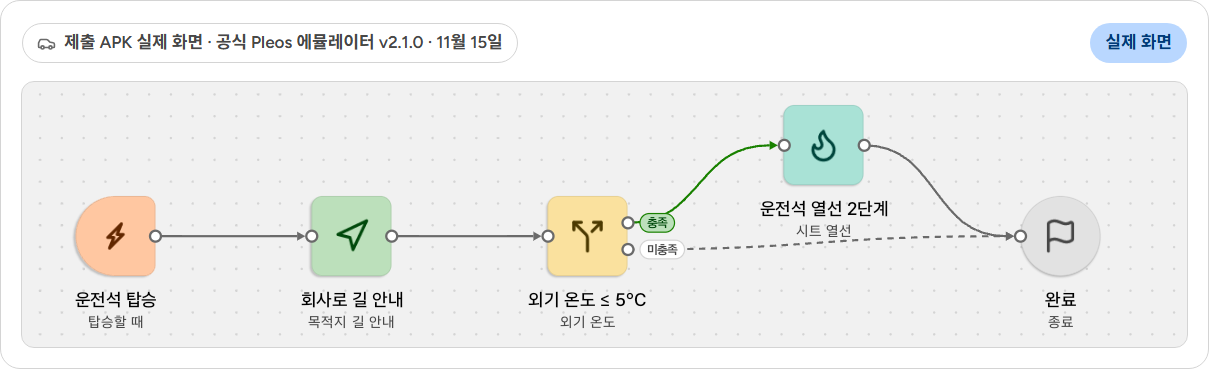 제출 APK 실제 화면 · 공식 Pleos 에뮬레이터 v2.1.0 · 11월 15일
실제 화면
운전석 탑승
탑승할 때
회사로 길 안내
목적지 길 안내
외기 온도 ≤ 5°C
외기 온도
충족
미충족
운전석 열선 2단계
시트 열선
완료
종료